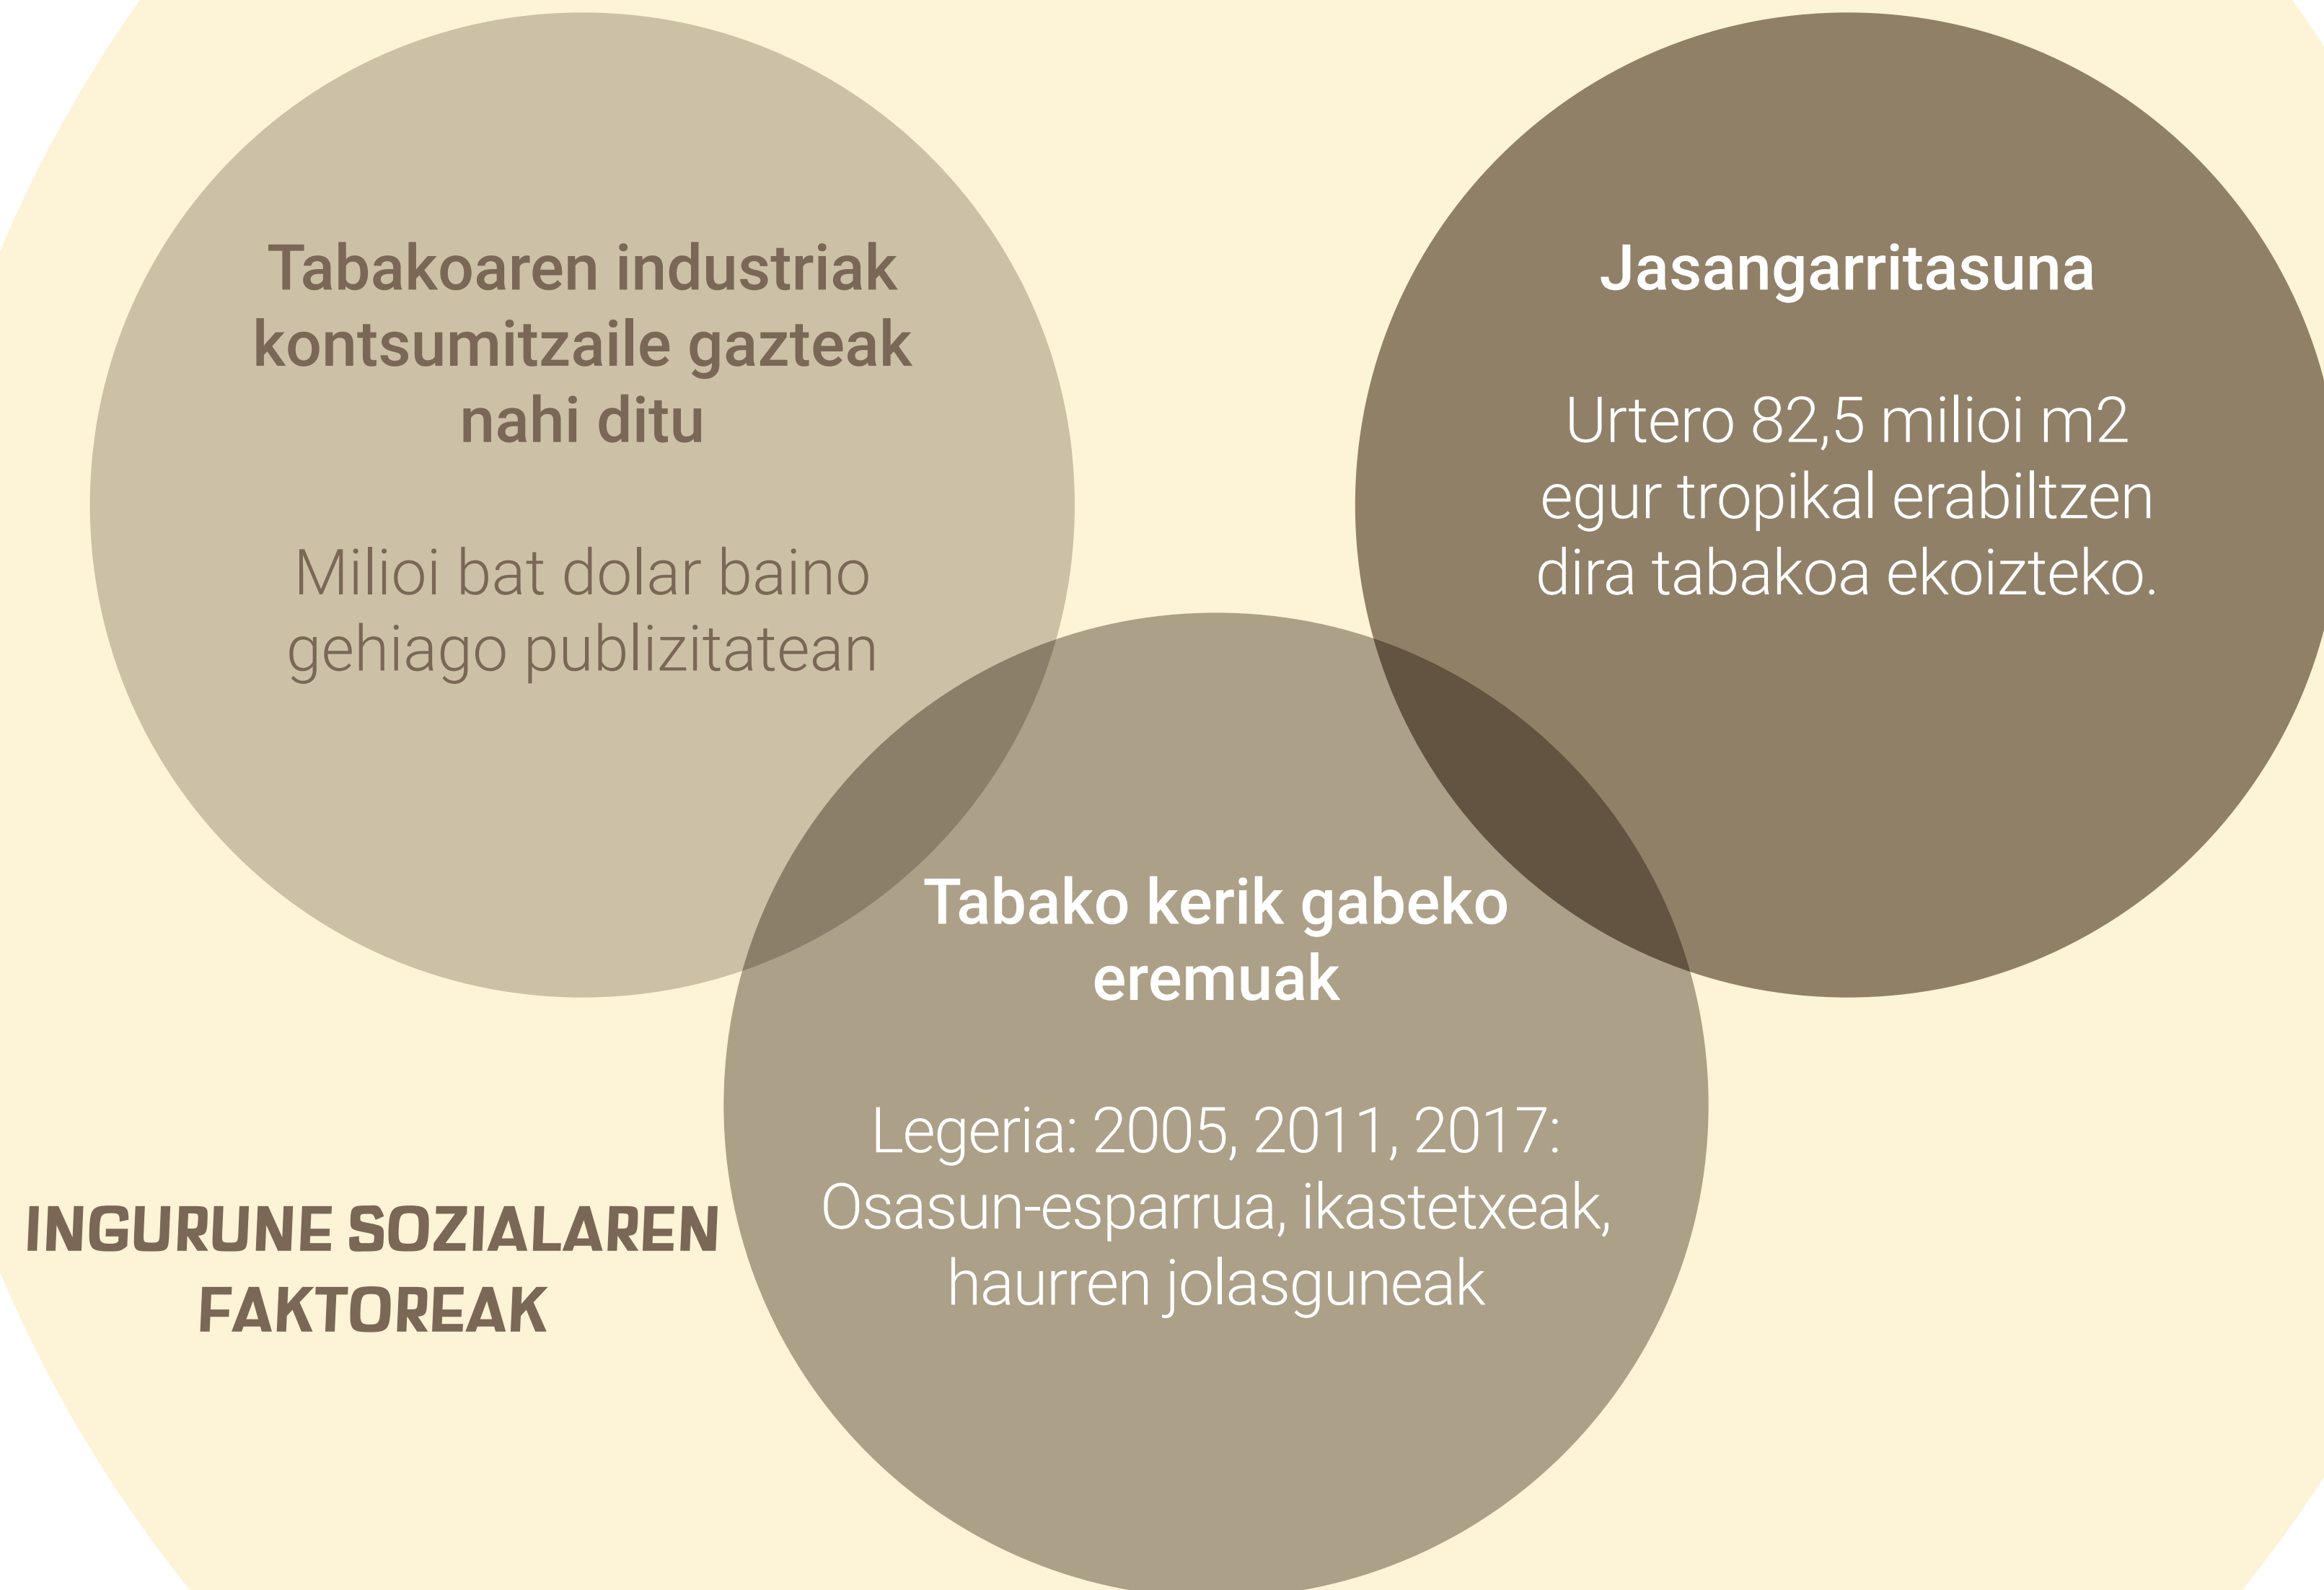 Tabakoaren industriak
kontsumitzaile gazteak
nahi ditu
Milioi bat dolar baino
gehiago publizitatean
Jasangarritasuna
Urtero 82,5 milioi m2
egur tropikal erabiltzen
dira tabakoa ekoizteko.
Tabako kerik gabeko
eremuak
Legeria: 2005, 2011, 2017:
Osasun-esparrua, ikastetxeak,
haurren jolasguneak
INGURUNE SOZIALAREN
FAKTOREAK